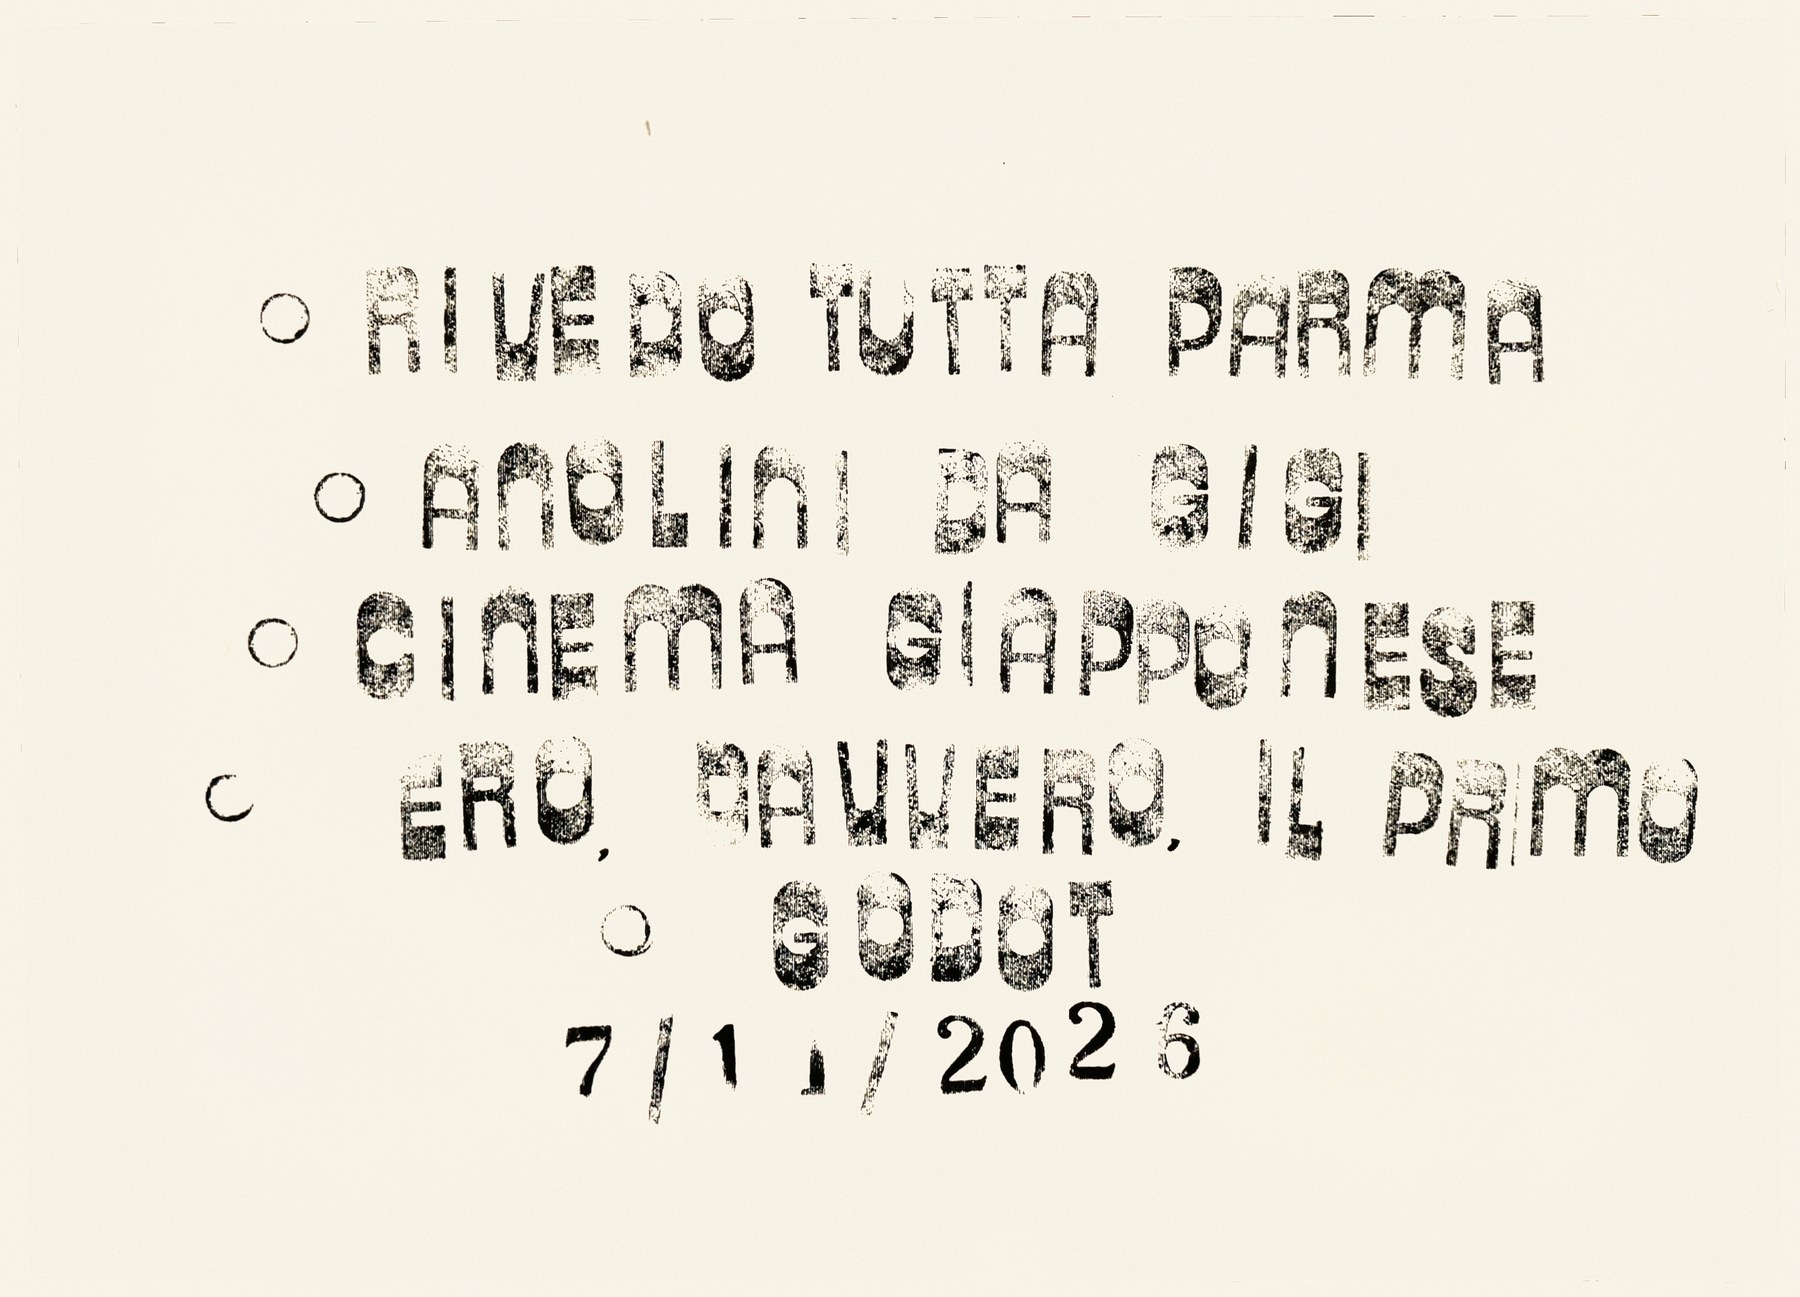 ○ RIVEDO TUTTA PARMA
○ ANOLINI DA GIGI
○ CINEMA GIAPPONESE
○ ERO, DAVVERO, IL PRIMO
○ GODOT
7/11/2026